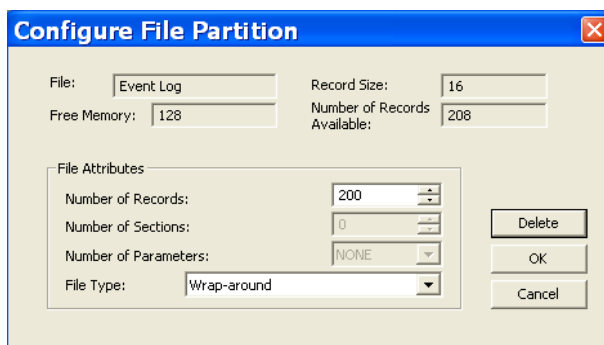 Configure File Partition
File: Event Log
Record Size: 16
Free Memory: 128
Number of Records Available: 208
File Attributes
Number of Records: 200
Number of Sections: 0
Number of Parameters: NONE
File Type: Wrap-around
Delete
OK
Cancel